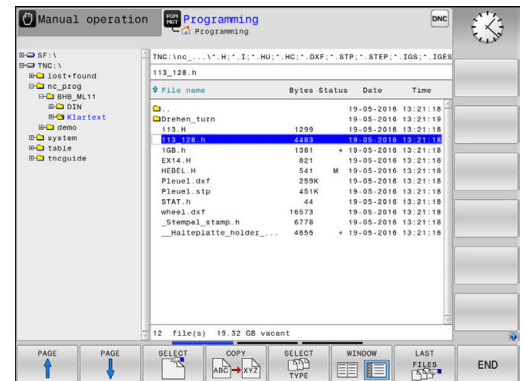 Manual operation
PGM MGT
Programming
Programming
DNC
SF:\
TNC:\
lost+found
nc_prog
BHB_ML11
DIN
Klartext
demo
system
table
tncguide
TNC:\nc_...\*.H;*.I;*.HU;*.HC;*.DXF;*.STP;*.STEP;*.IGS;*.IGES
113_128.h
File name Bytes Status Date Time
.. 19-05-2016 13:21:18
Drehen_turn 19-05-2016 13:21:19
113.H 1299 19-05-2016 13:21:18
113_128.h 4483 19-05-2016 13:21:18
1GB.h 1381 + 19-05-2016 13:21:18
EX14.H 821 19-05-2016 13:21:18
HEBEL.H 541 M 19-05-2016 13:21:18
Pleuel.dxf 259K 19-05-2016 13:21:18
Pleuel.stp 451K 19-05-2016 13:21:18
STAT.h 44 19-05-2016 13:21:18
wheel.dxf 16573 19-05-2016 13:21:18
_Stempel_stamp.h 6778 19-05-2016 13:21:18
__Halteplatte_holder_... 4655 + 19-05-2016 13:21:18
12 file(s) 19.32 GB vacant
PAGE
PAGE
SELECT
COPY
ABC → XYZ
SELECT
TYPE
WINDOW
LAST
FILES
END